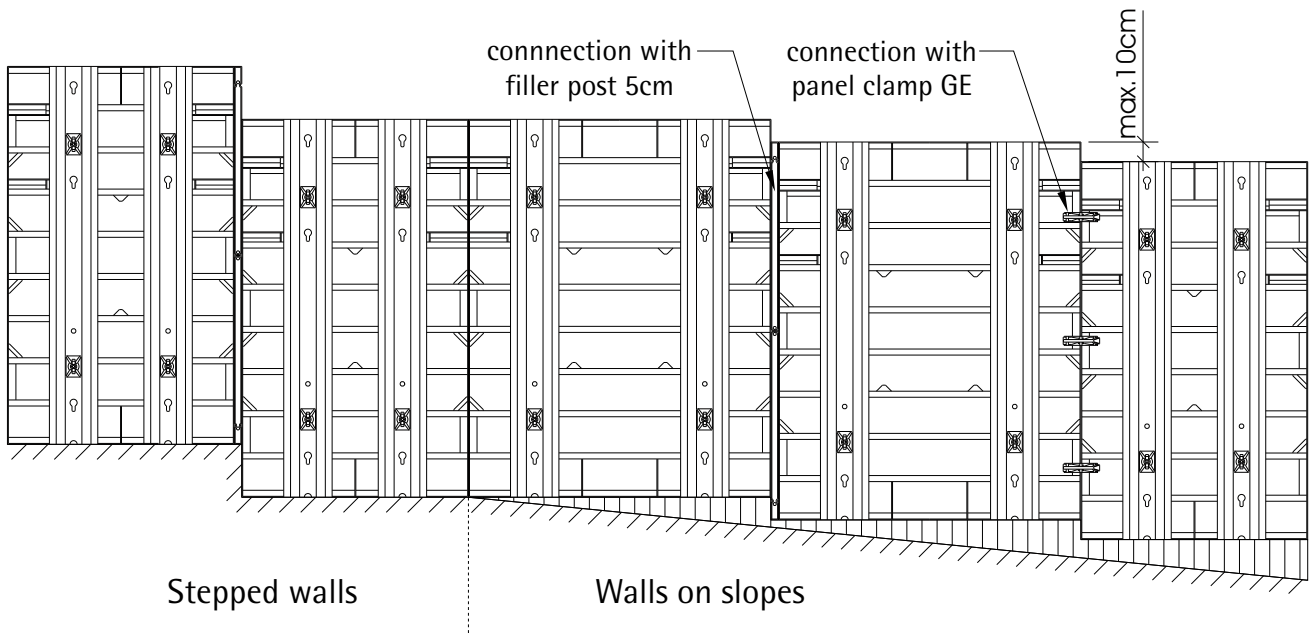 connnection with
filler post 5cm
connection with
panel clamp GE
max.10cm
Stepped walls
Walls on slopes